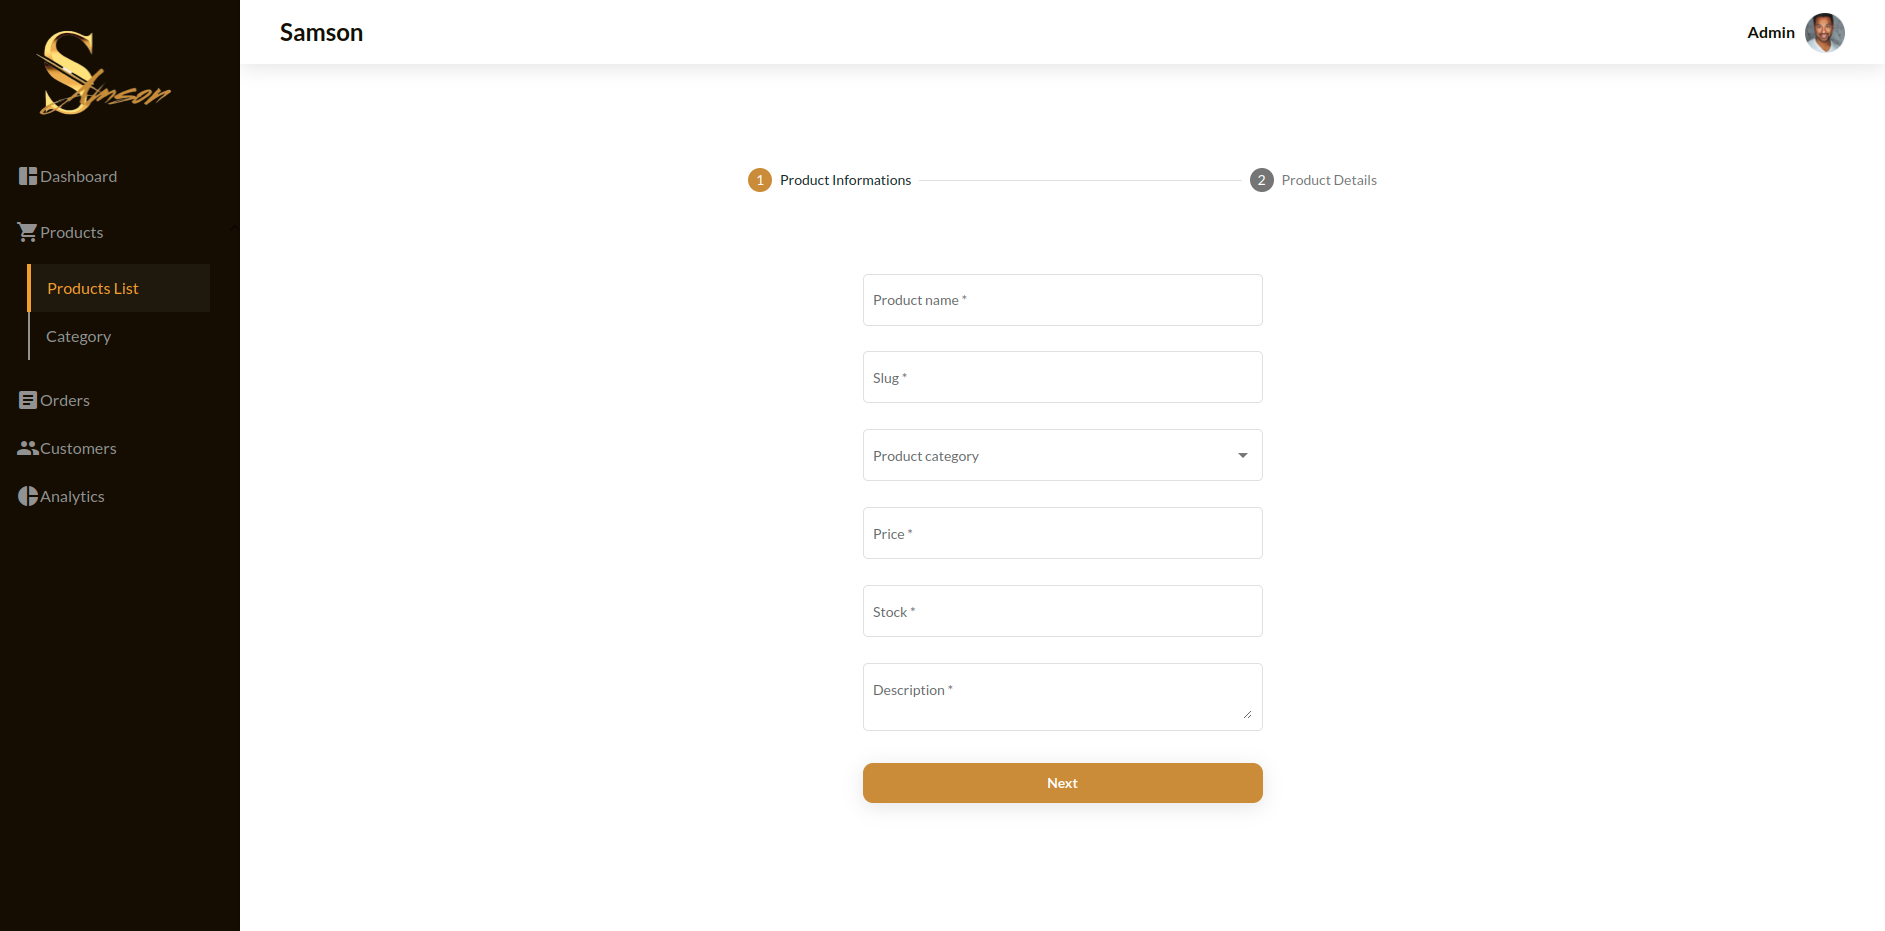 Samson
Samson
Admin
Dashboard
Products
Products List
Category
Orders
Customers
Analytics
1 Product Informations
2 Product Details
Product name *
Slug *
Product category
Price *
Stock *
Description *
Next